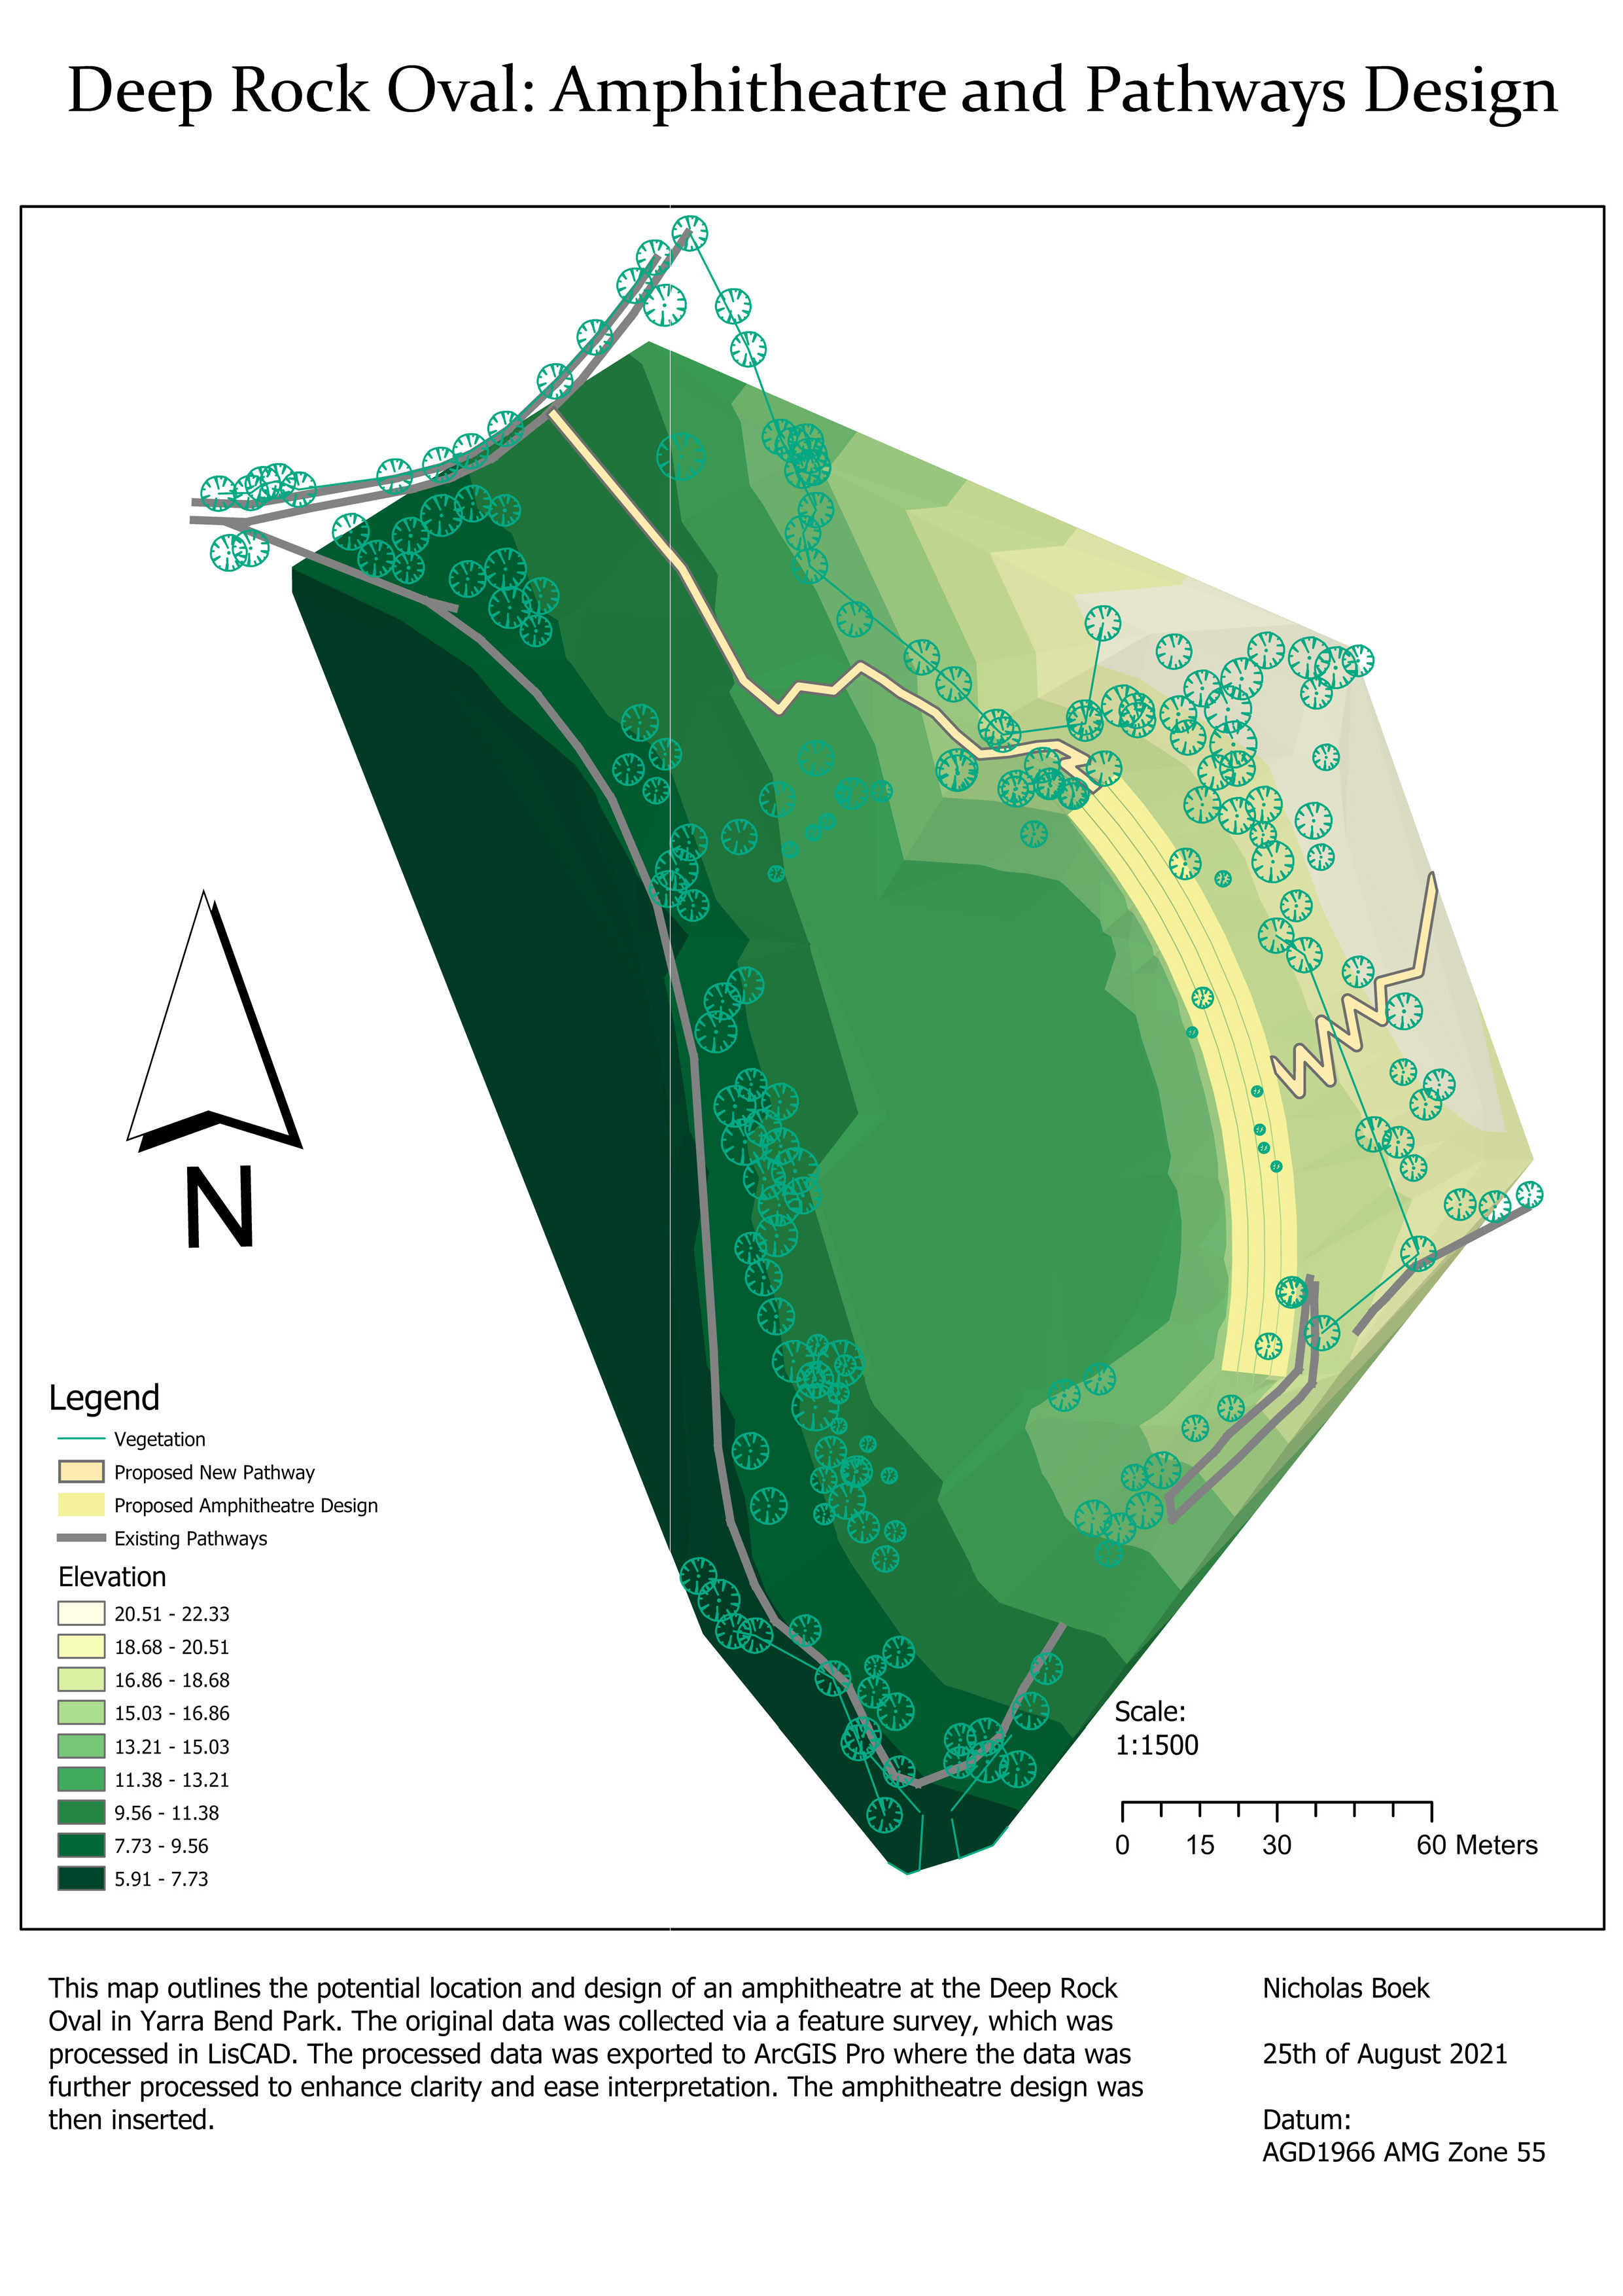 Deep Rock Oval: Amphitheatre and Pathways Design
N
Legend
Vegetation
Proposed New Pathway
Proposed Amphitheatre Design
Existing Pathways
Elevation
20.51 - 22.33
18.68 - 20.51
16.86 - 18.68
15.03 - 16.86
13.21 - 15.03
11.38 - 13.21
9.56 - 11.38
7.73 - 9.56
5.91 - 7.73
Scale:
1:1500
0 15 30 60 Meters
This map outlines the potential location and design of an amphitheatre at the Deep Rock
Oval in Yarra Bend Park. The original data was collected via a feature survey, which was
processed in LisCAD. The processed data was exported to ArcGIS Pro where the data was
further processed to enhance clarity and ease interpretation. The amphitheatre design was
then inserted.
Nicholas Boek
25th of August 2021
Datum:
AGD1966 AMG Zone 55